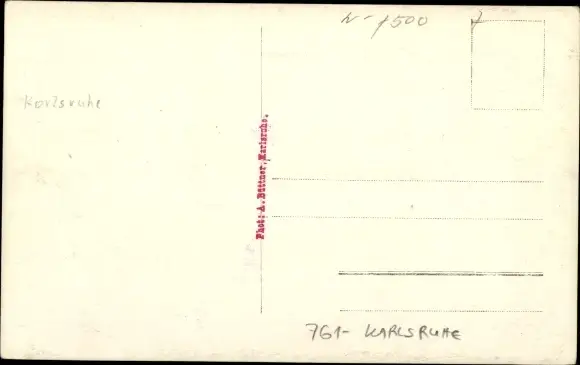 N- 1500
Karlsruhe
Phot: A. Büttner, Karlsruhe.
761- KARLSRUHE